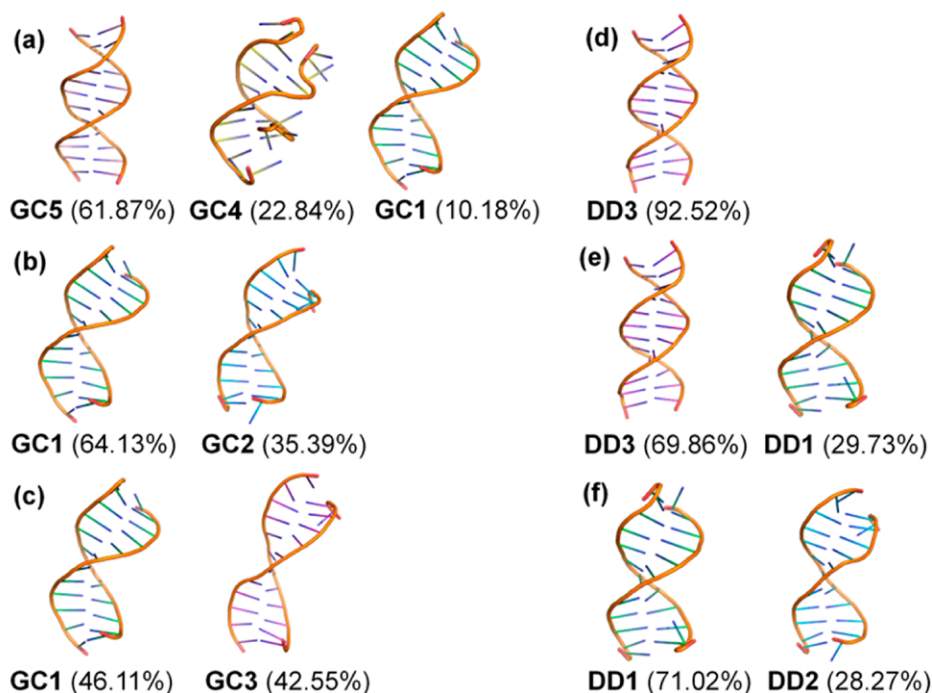 (a)
(d)
GC5 (61.87%) GC4 (22.84%) GC1 (10.18%)
DD3 (92.52%)
(b)
(e)
GC1 (64.13%) GC2 (35.39%)
DD3 (69.86%) DD1 (29.73%)
(c)
(f)
GC1 (46.11%) GC3 (42.55%)
DD1 (71.02%) DD2 (28.27%)